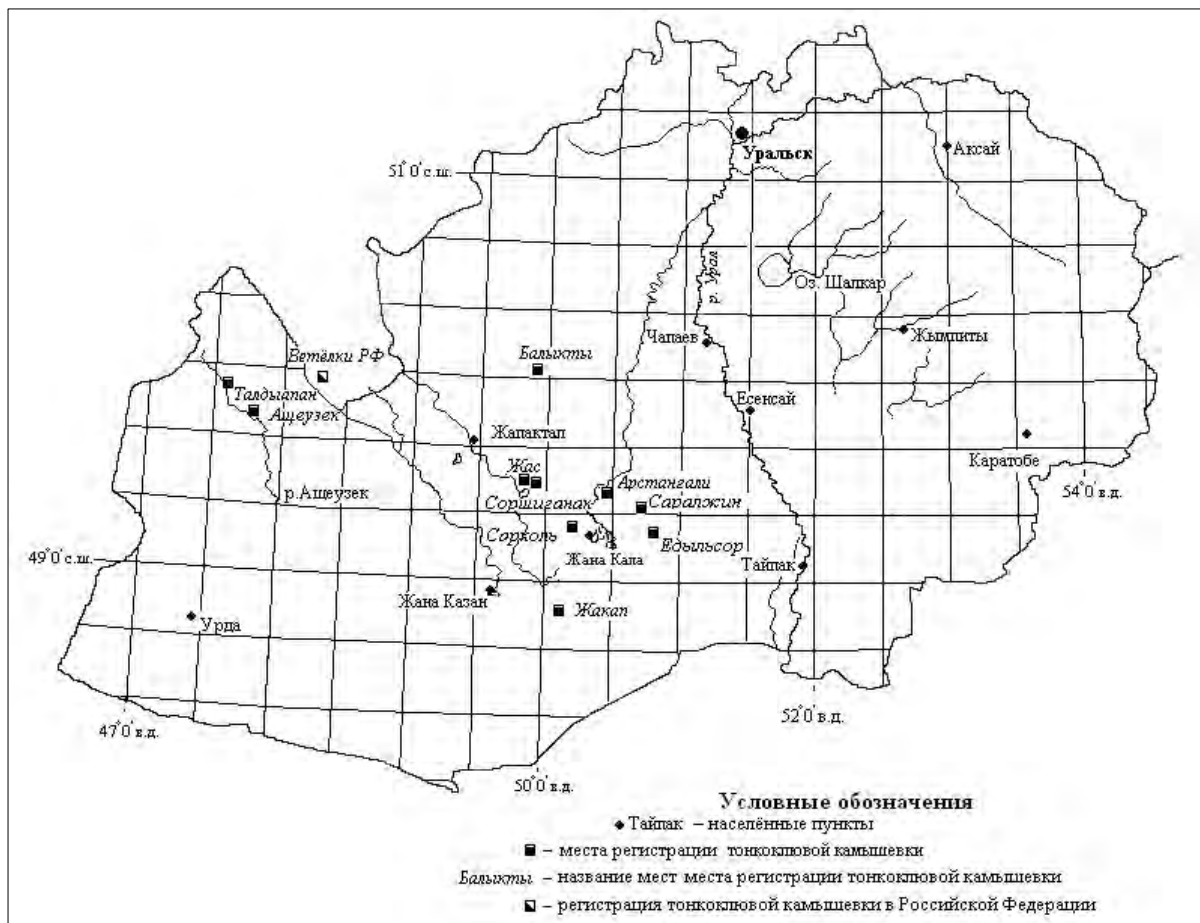 Уральск
Аксай
51°0' с.ш.
р. Урал
Оз. Шалкар
Чапаев
Жымпиты
Ветёлки РФ
Балыкты
Талдыапан
Ащеузек
Есенсай
Жапактап
Каратобе
Жас
54°0' в.д.
р.Ащеузек
Соршиганак
Арстангали
Сарапжин
Сорколь
Едыльсор
49°0' с.ш.
Жана Кала
Тайпак
Жана Казан
Жакап
Урда
47°0' в.д.
52°0' в.д.
50°0' в.д.
Условные обозначения
Тайпак – населённые пункты
– места регистрации тонкоклювой камышевки
Балыкты – название мест места регистрации тонкоклювой камышевки
– регистрация тонкоклювой камышевки в Российской Федерации